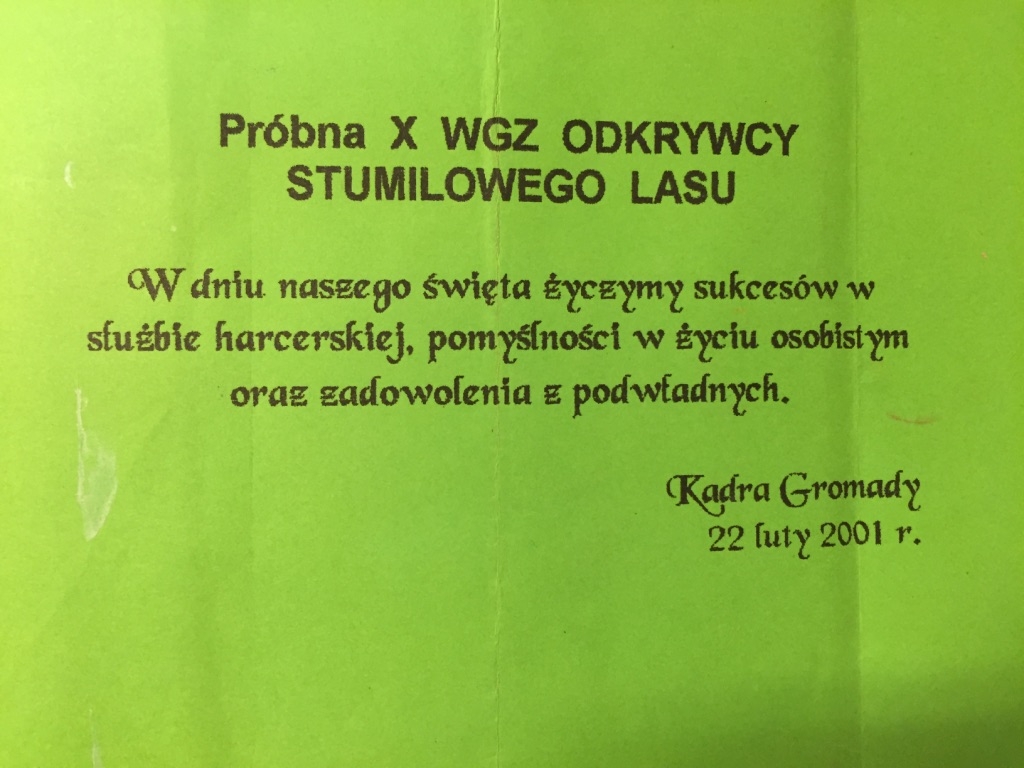 Próbna X WGZ ODKRYWCY
STUMILOWEGO LASU
W dniu naszego święta życzymy sukcesów w
służbie harcerskiej, pomyślności w życiu osobistym
oraz zadowolenia z podwładnych.
Kadra Gromady
22 luty 2001 r.